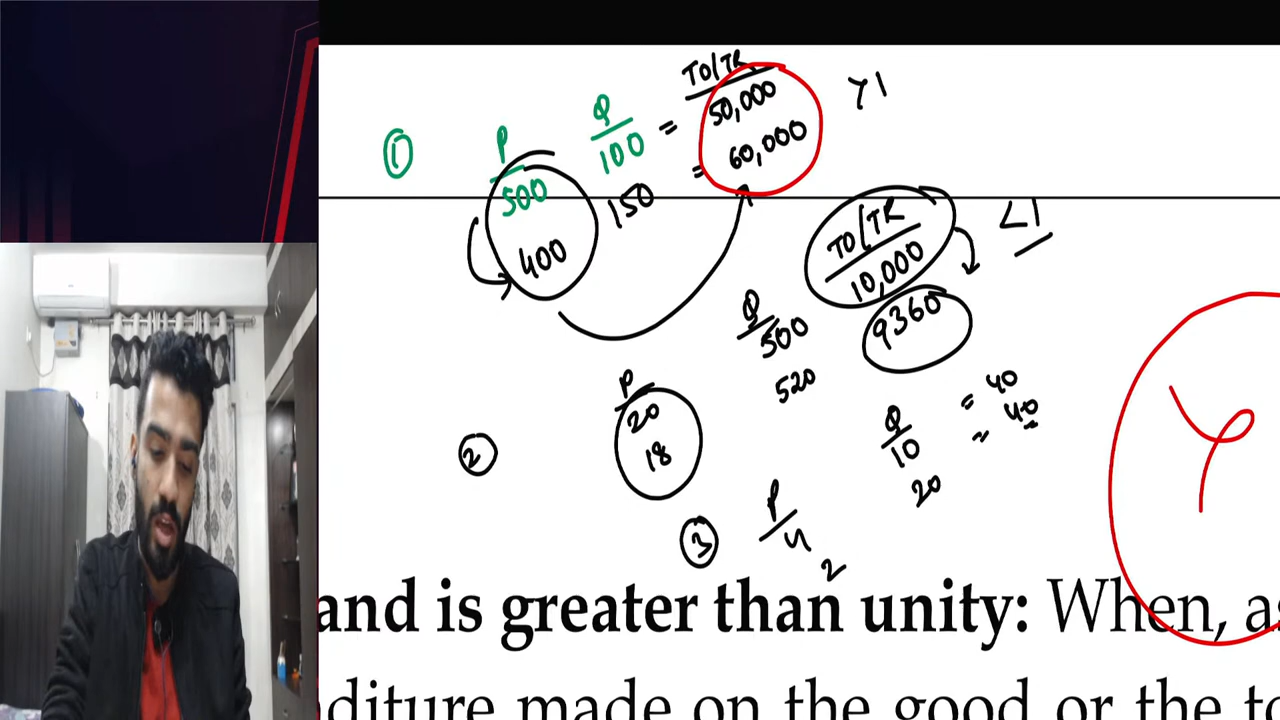 ① P Q TO/TR
500 100 = 50,000 >1
400 150 = 60,000
② P Q TO/TR
20 500 10,000 <1
18 520 9360
③ P Q
4 10 = 40
2 20 = 40
and is greater than unity: When, as
nditure made on the good or the to